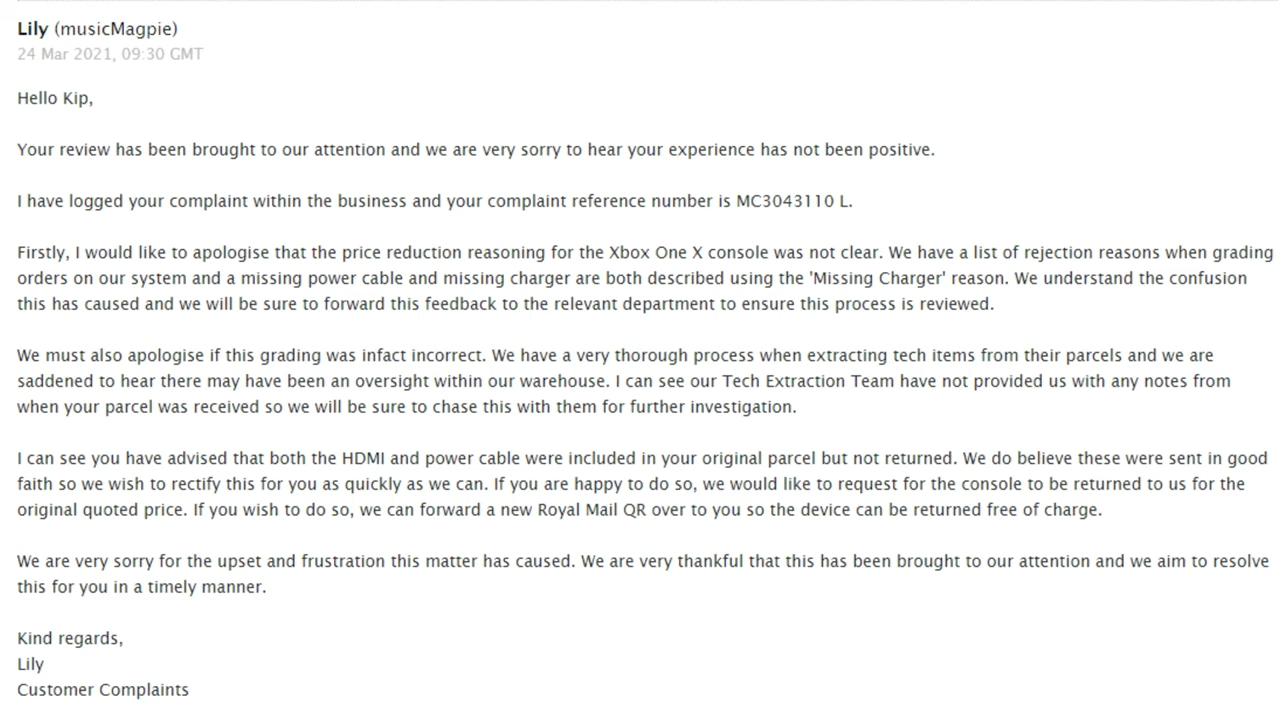 Lily (musicMagpie)
24 Mar 2021, 09:30 GMT
Hello Kip,
Your review has been brought to our attention and we are very sorry to hear your experience has not been positive.
I have logged your complaint within the business and your complaint reference number is MC3043110 L.
Firstly, I would like to apologise that the price reduction reasoning for the Xbox One X console was not clear. We have a list of rejection reasons when grading
orders on our system and a missing power cable and missing charger are both described using the 'Missing Charger' reason. We understand the confusion
this has caused and we will be sure to forward this feedback to the relevant department to ensure this process is reviewed.
We must also apologise if this grading was infact incorrect. We have a very thorough process when extracting tech items from their parcels and we are
saddened to hear there may have been an oversight within our warehouse. I can see our Tech Extraction Team have not provided us with any notes from
when your parcel was received so we will be sure to chase this with them for further investigation.
I can see you have advised that both the HDMI and power cable were included in your original parcel but not returned. We do believe these were sent in good
faith so we wish to rectify this for you as quickly as we can. If you are happy to do so, we would like to request for the console to be returned to us for the
original quoted price. If you wish to do so, we can forward a new Royal Mail QR over to you so the device can be returned free of charge.
We are very sorry for the upset and frustration this matter has caused. We are very thankful that this has been brought to our attention and we aim to resolve
this for you in a timely manner.
Kind regards,
Lily
Customer Complaints